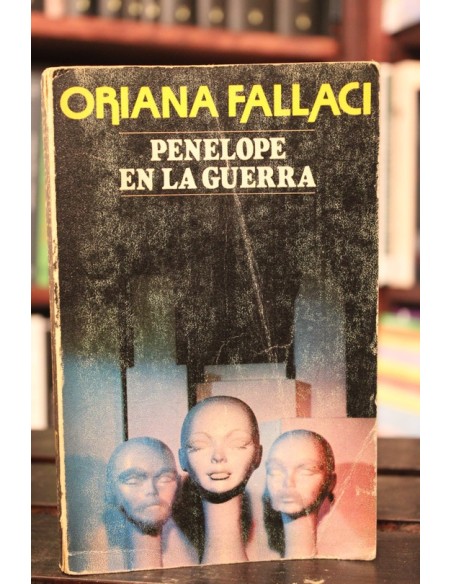 ORIANA FALLACI
PENELOPE
EN LA GUERRA